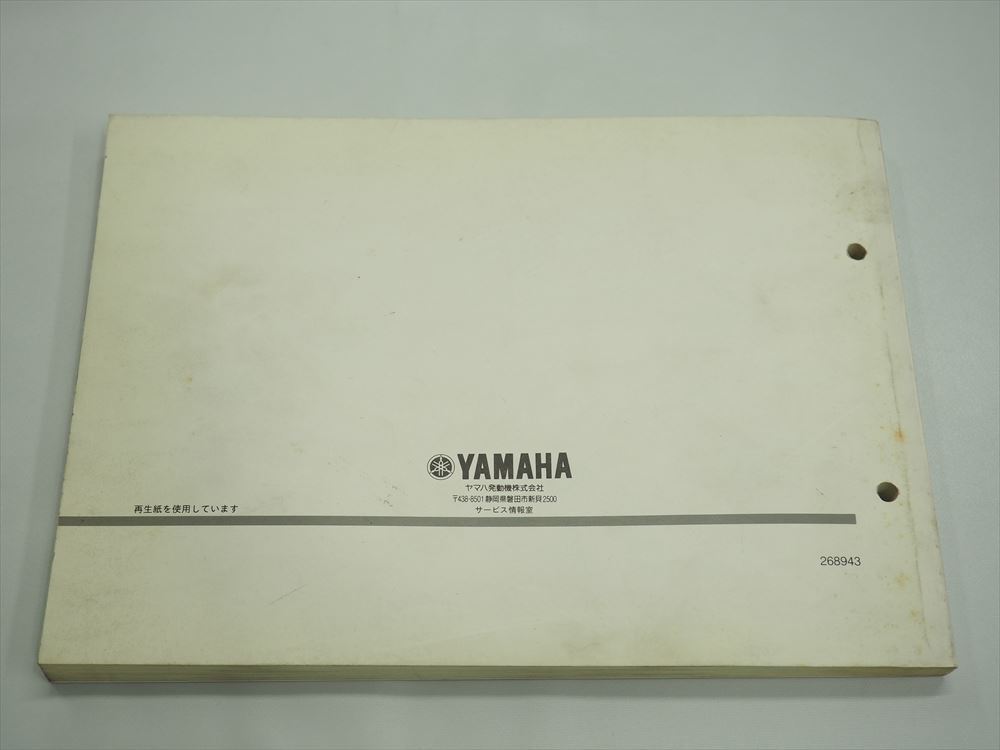 YAMAHA
ヤマハ発動機株式会社
〒438-8501 静岡県磐田市新貝2500
サービス情報室
再生紙を使用しています
268943